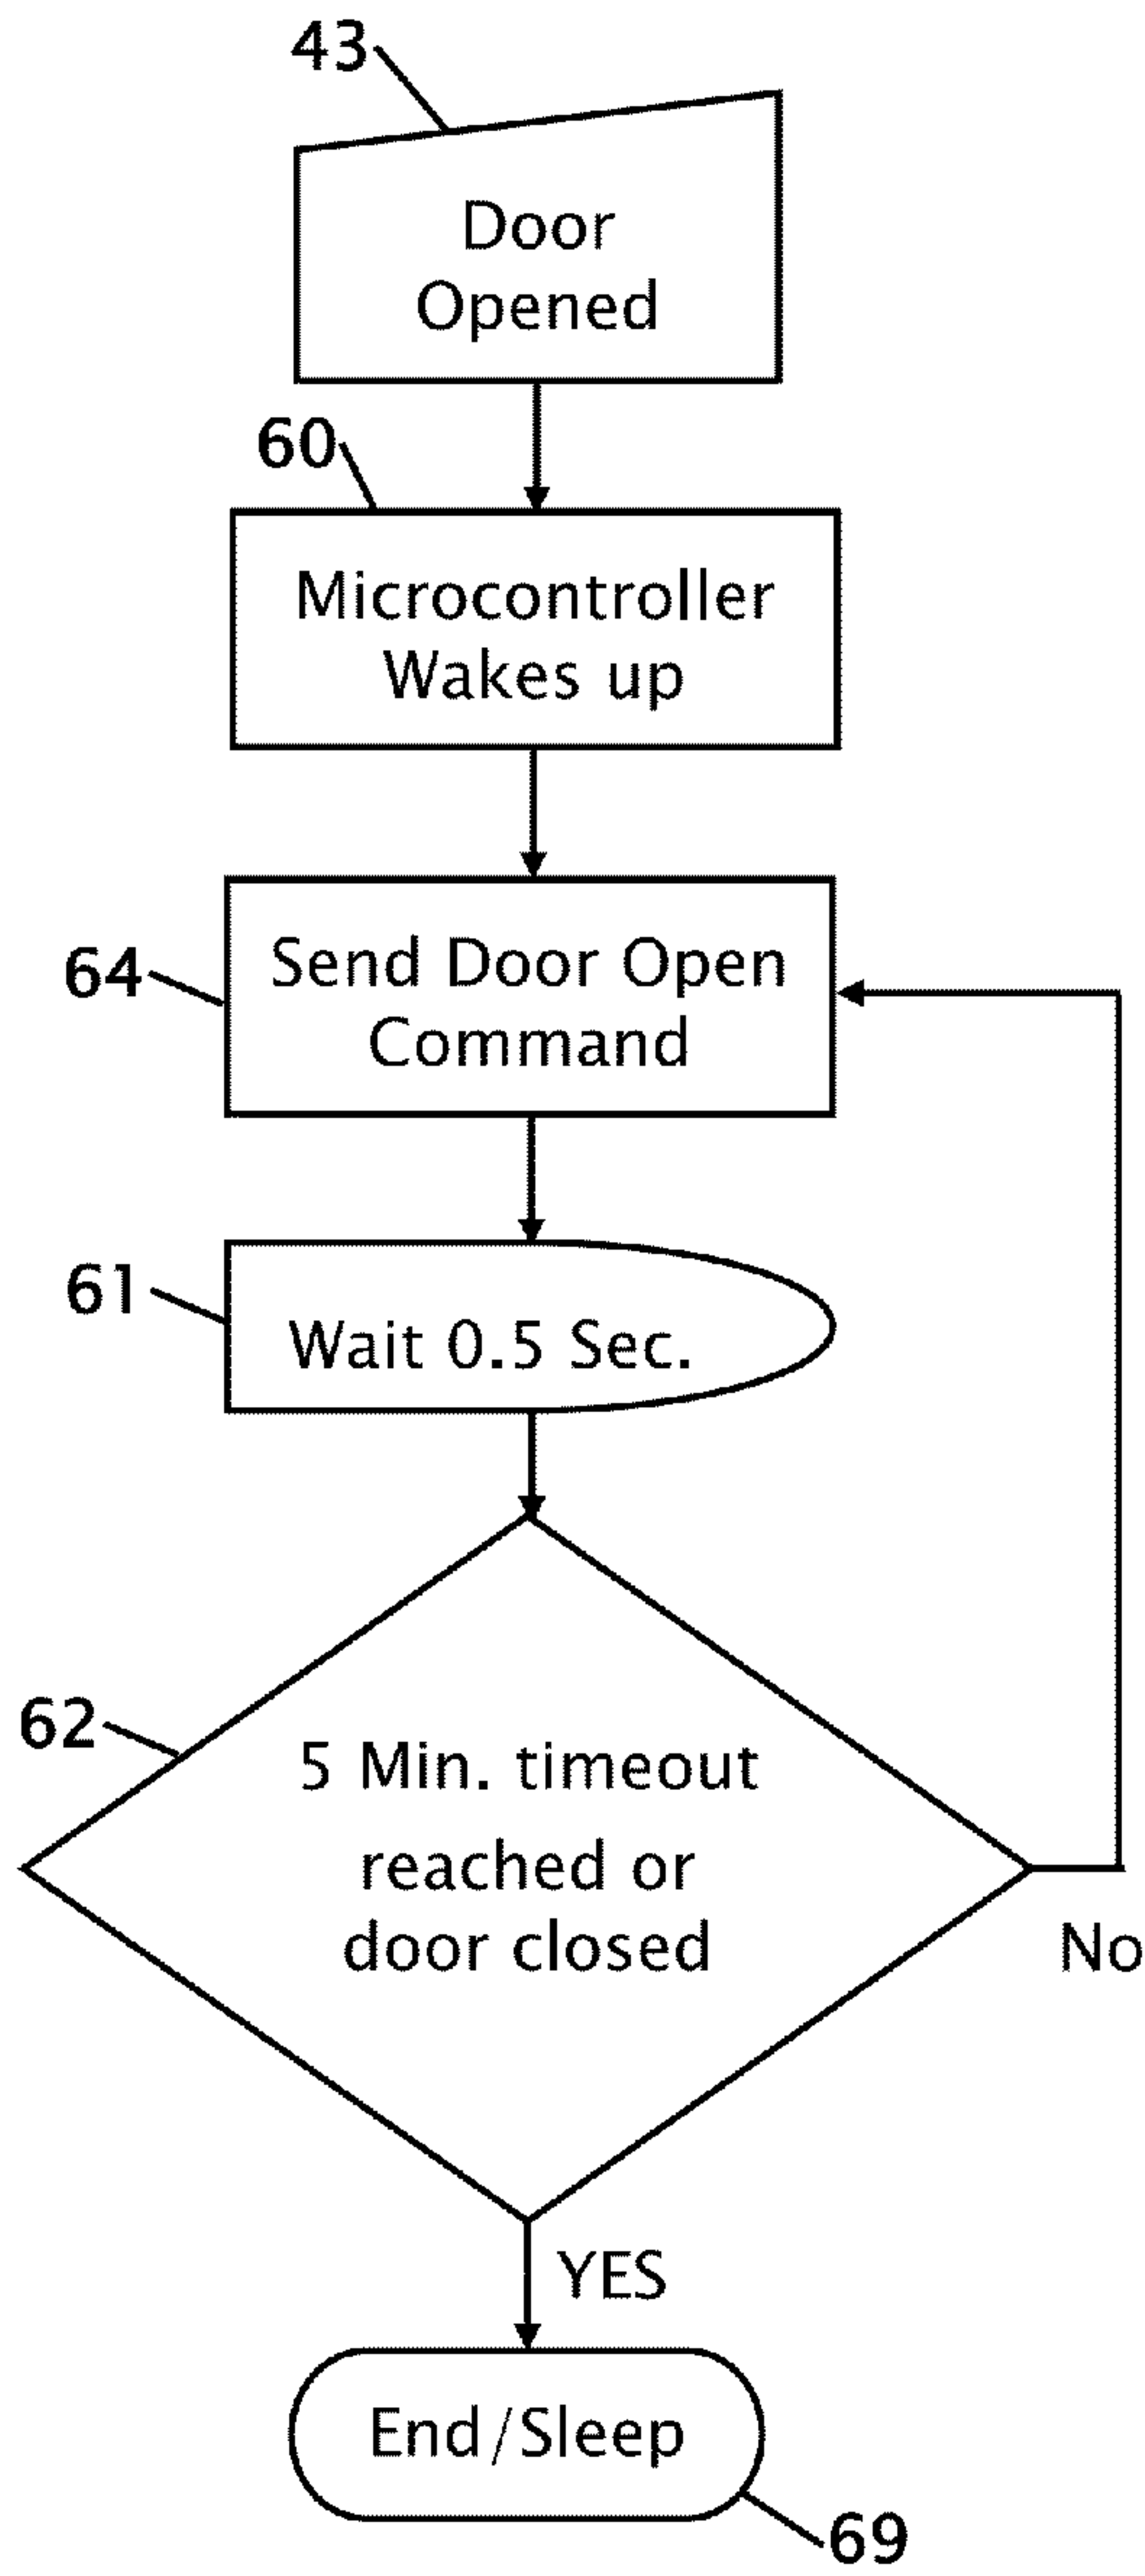 43
Door
Opened
60
Microcontroller
Wakes up
64
Send Door Open
Command
61
Wait 0.5 Sec.
62
5 Min. timeout
reached or
door closed
No
YES
End/Sleep
69